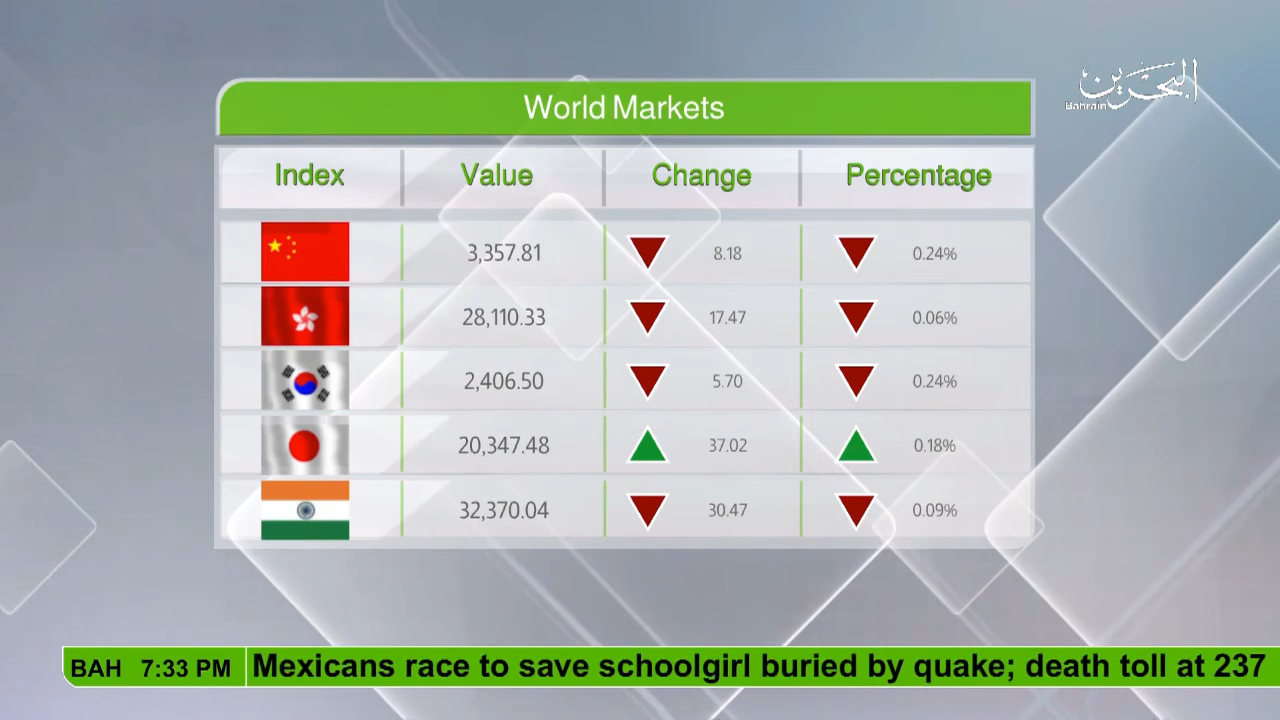 World Markets
البحرين
Bahrain
Index Value Change Percentage
3,357.81 8.18 0.24%
28,110.33 17.47 0.06%
2,406.50 5.70 0.24%
20,347.48 37.02 0.18%
32,370.04 30.47 0.09%
BAH 7:33 PM Mexicans race to save schoolgirl buried by quake; death toll at 237